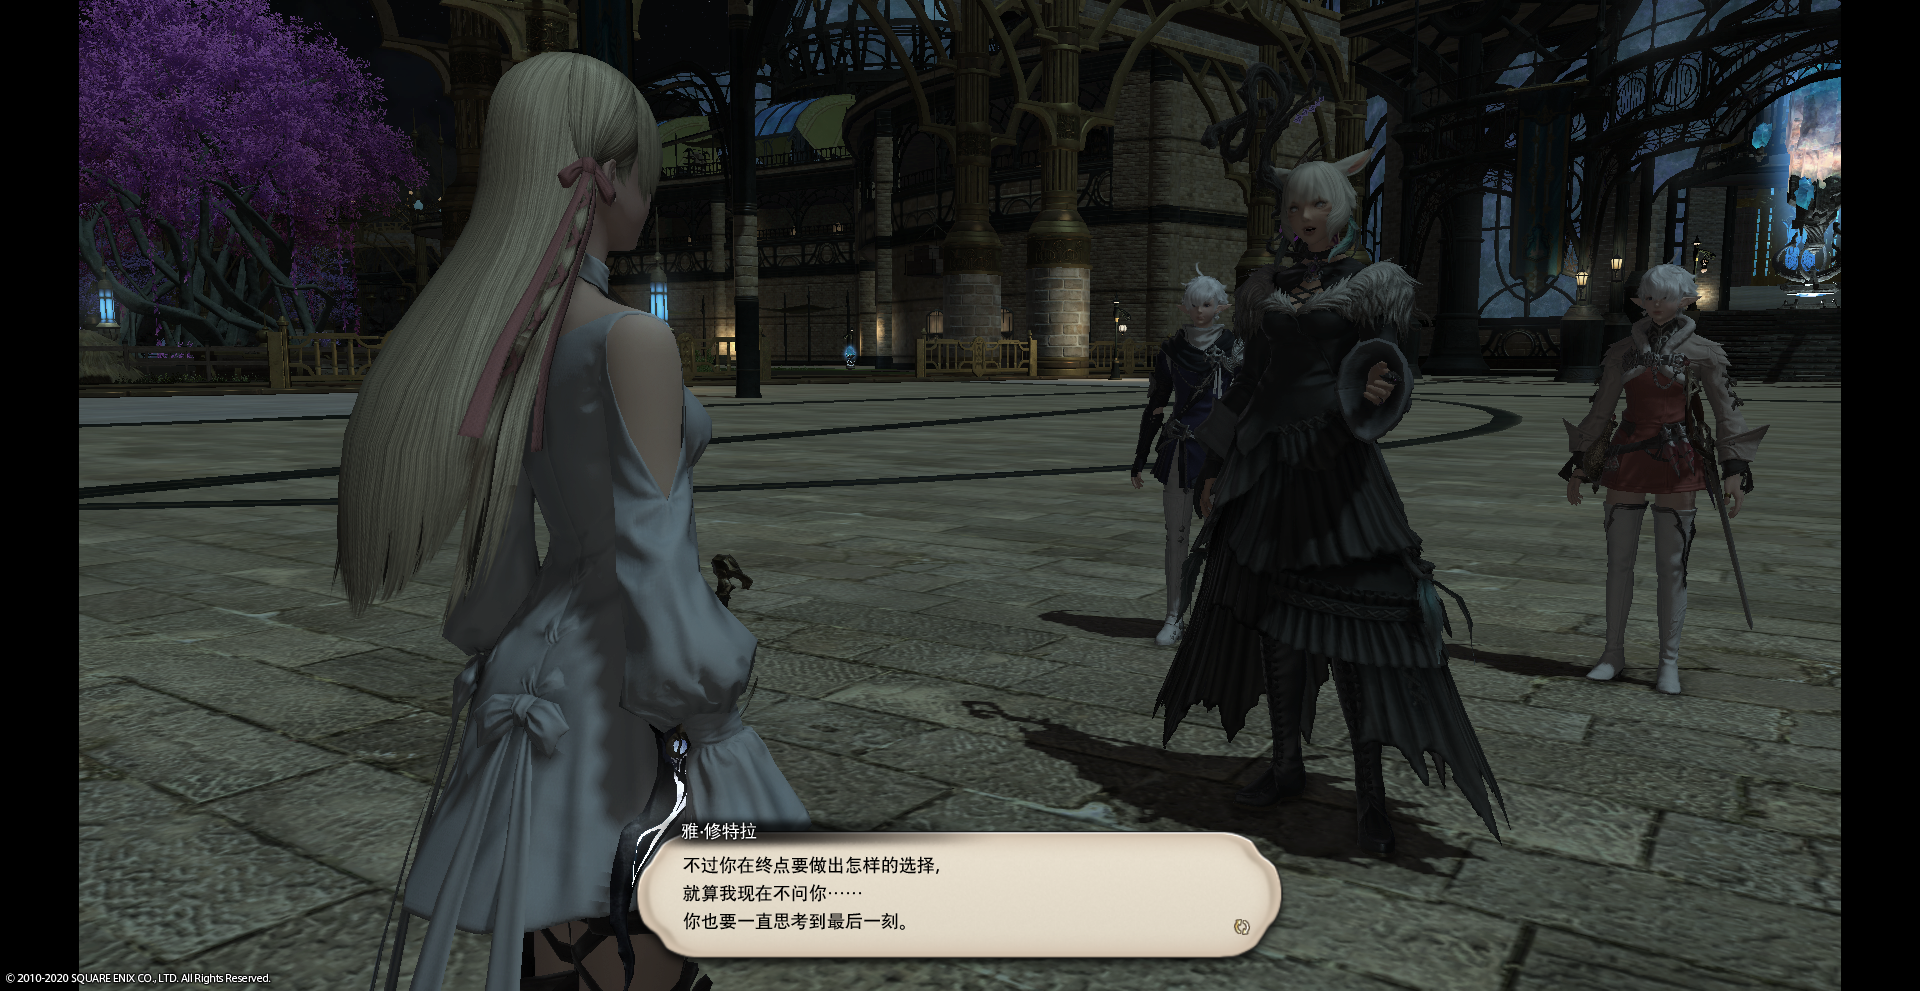 雅·修特拉
不过你在终点要做出怎样的选择，
就算我现在不问你……
你也要一直思考到最后一刻。
© 2010-2020 SQUARE ENIX CO., LTD. All Rights Reserved.